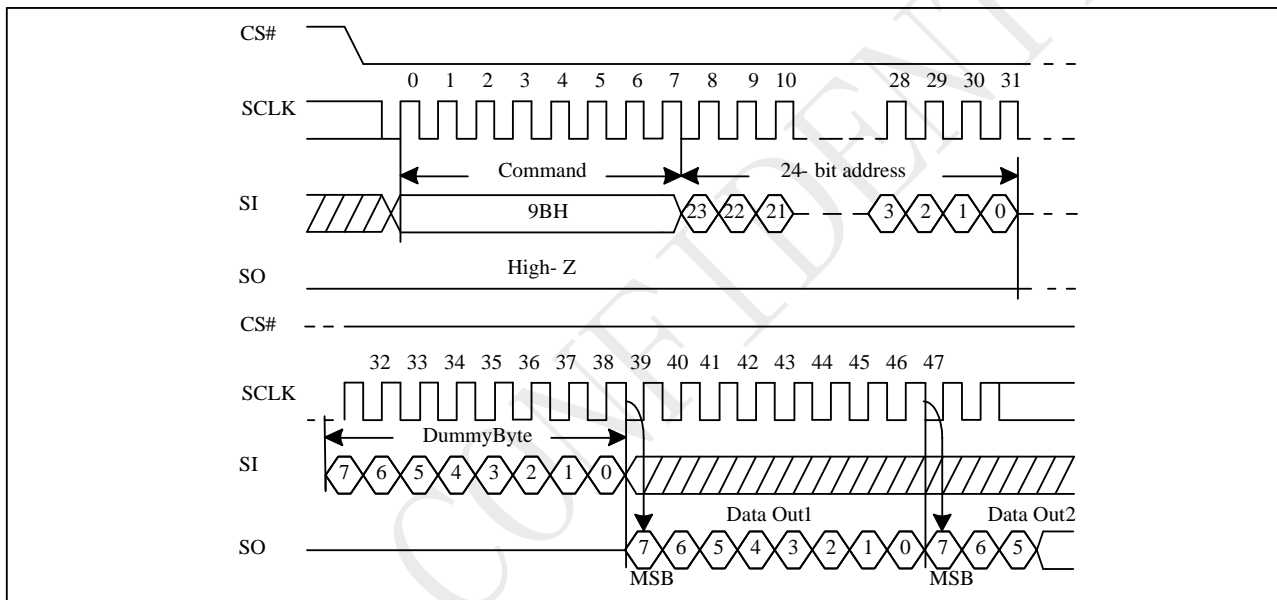 CS#
0 1 2 3 4 5 6 7 8 9 10 28 29 30 31
SCLK
Command 24- bit address
SI 9BH 23 22 21 3 2 1 0
High- Z
SO
CS#
32 33 34 35 36 37 38 39 40 41 42 43 44 45 46 47
SCLK
DummyByte
SI 7 6 5 4 3 2 1 0
Data Out1 Data Out2
SO 7 6 5 4 3 2 1 0 7 6 5
MSB MSB
CONFIDENT